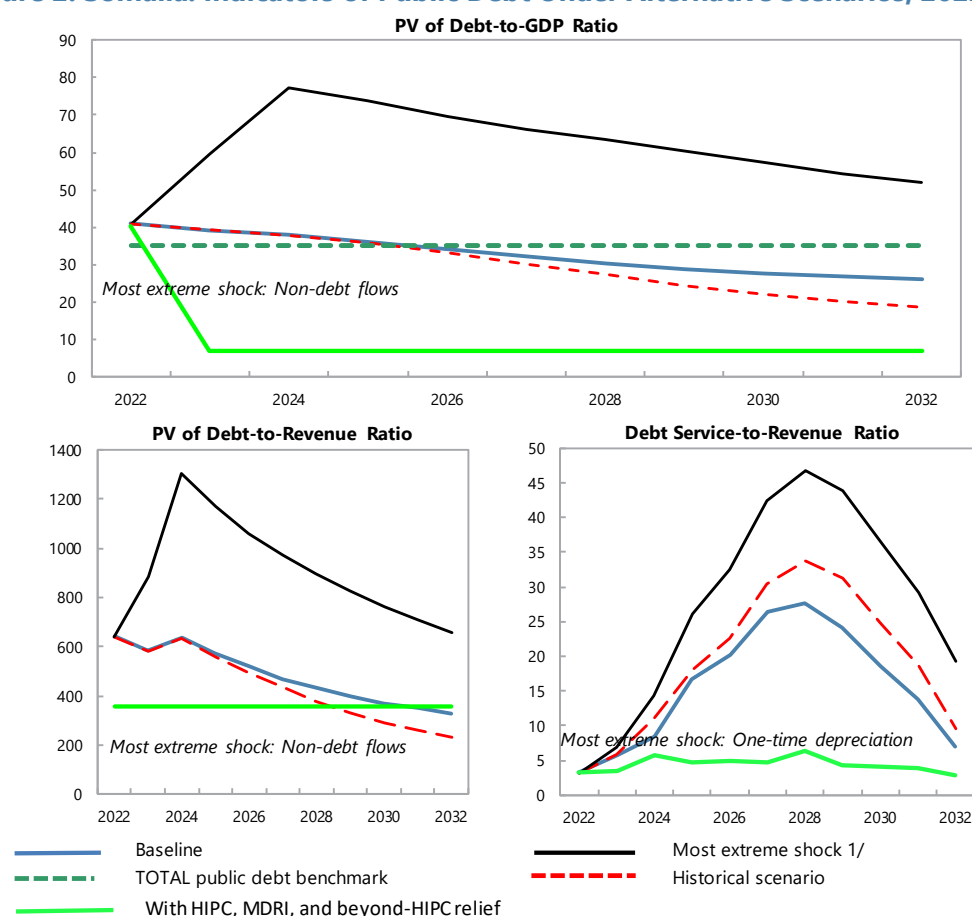 PV of Debt-to-GDP Ratio
90
80
70
60
50
40
30
20
10
0
Most extreme shock: Non-debt flows
2022 2024 2026 2028 2030 2032
PV of Debt-to-Revenue Ratio
1400
1200
1000
800
600
400
200
0
Most extreme shock: Non-debt flows
2022 2024 2026 2028 2030 2032
Debt Service-to-Revenue Ratio
50
45
40
35
30
25
20
15
10
5
0
Most extreme shock: One-time depreciation
2022 2024 2026 2028 2030 2032
Baseline
Most extreme shock 1/
TOTAL public debt benchmark
Historical scenario
With HIPC, MDRI, and beyond-HIPC relief